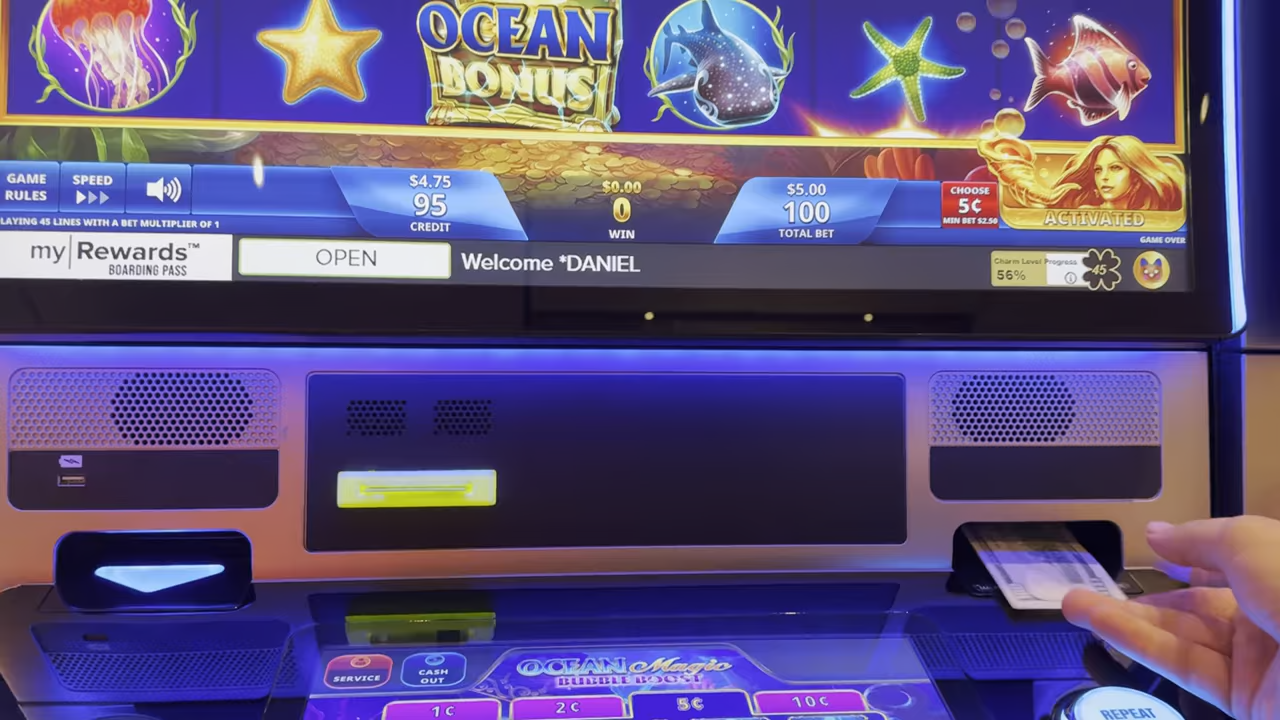 OCEAN
BONUS
GAME
RULES
SPEED
$4.75
95
CREDIT
$0.00
0
WIN
$5.00
100
TOTAL BET
CHOOSE
5¢
MIN BET $2.50
ACTIVATED
LAYING 45 LINES WITH A BET MULTIPLIER OF 1
GAME OVER
my|Rewards™
BOARDING PASS
OPEN
Welcome *DANIEL
Charm Level Progress
56%
45
OCEAN Magic
BUBBLE BOOST
SERVICE
CASH
OUT
1¢
2¢
5¢
10¢
REPEAT